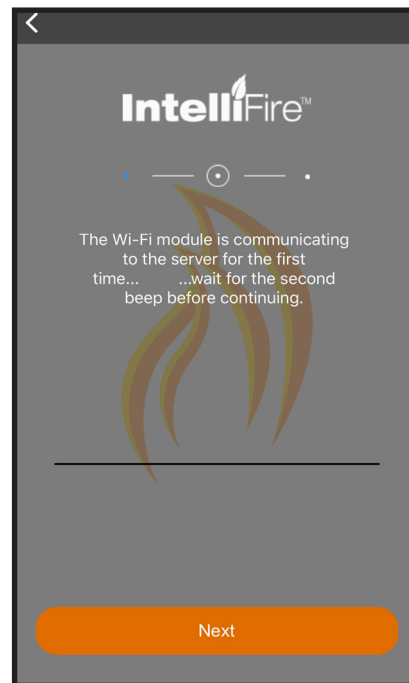 IntelliFire™
The Wi-Fi module is communicating
to the server for the first
time... ...wait for the second
beep before continuing.
Next